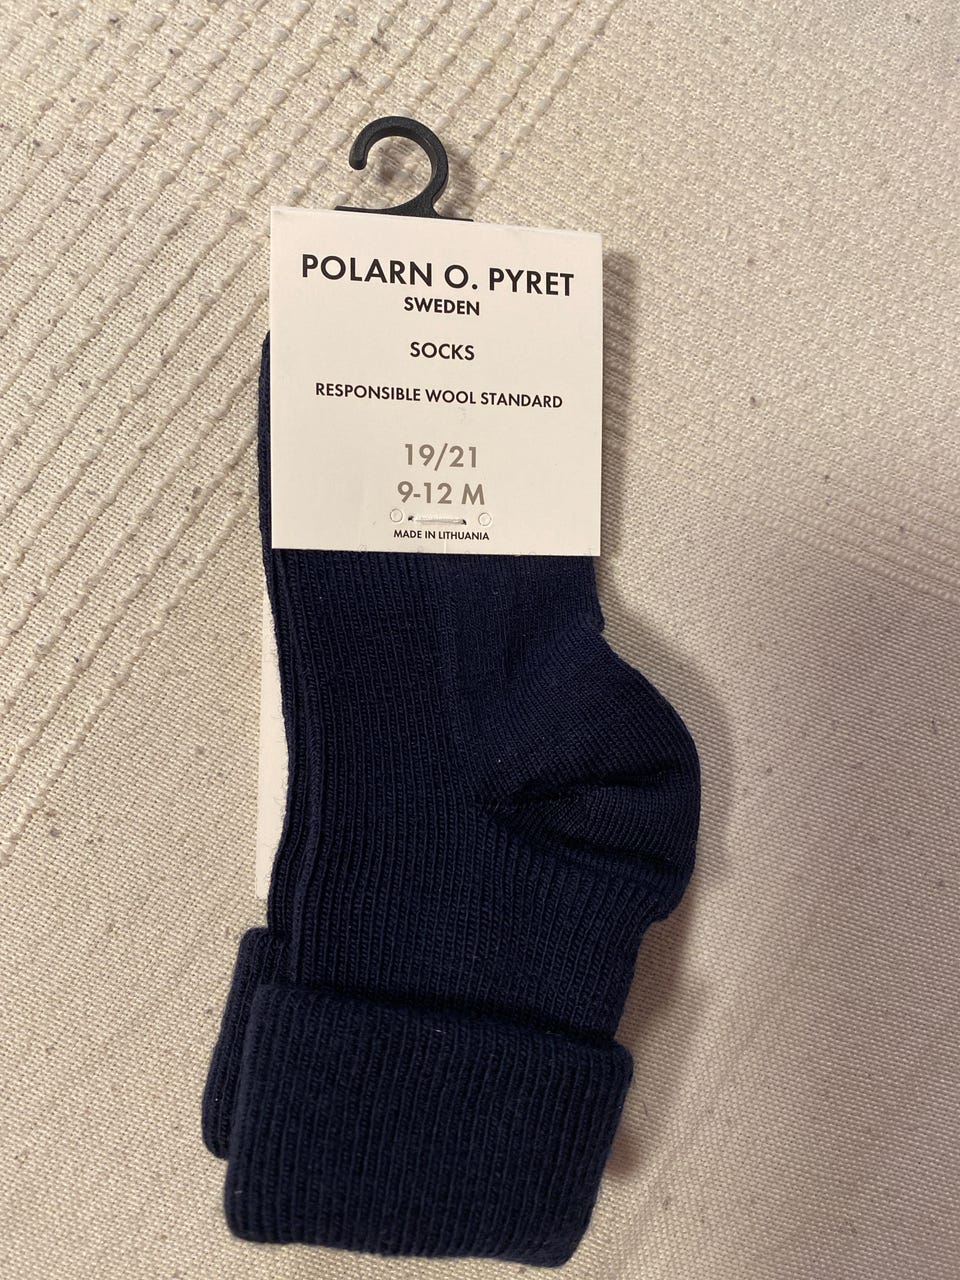 POLARN O. PYRET
SWEDEN
SOCKS
RESPONSIBLE WOOL STANDARD
19/21
9-12 M
MADE IN LITHUANIA